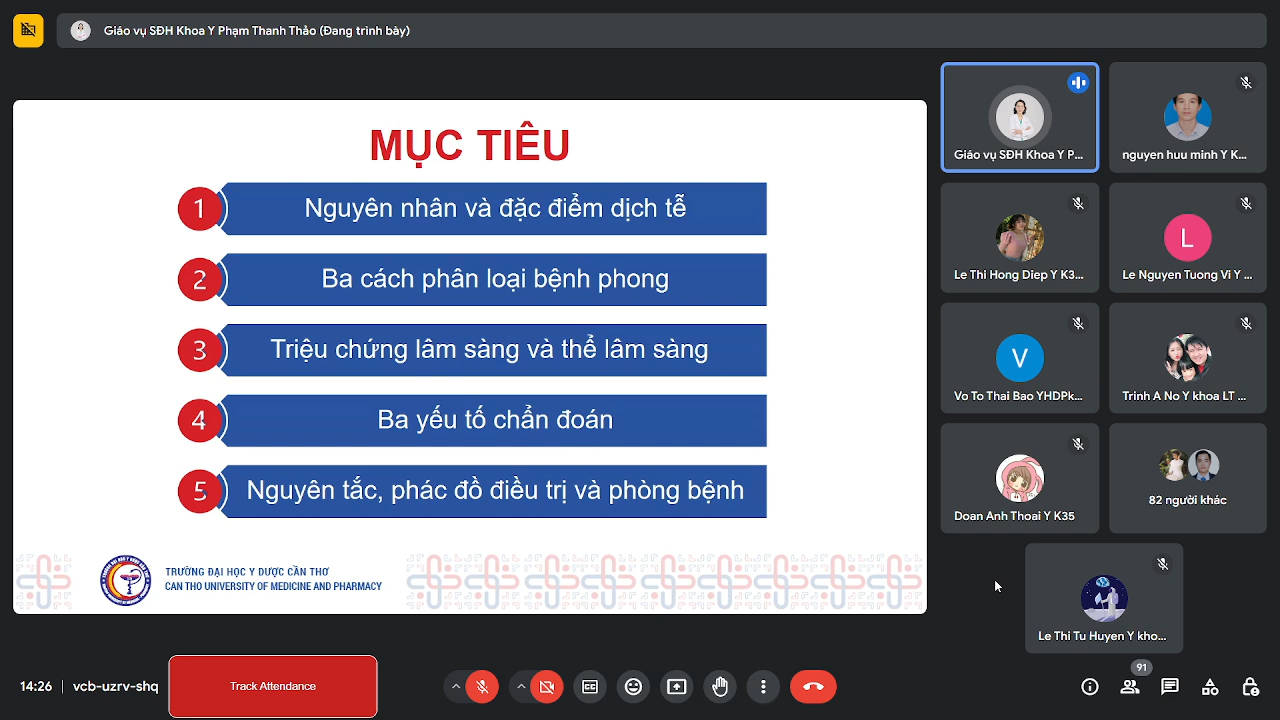 Giáo vụ SĐH Khoa Y Phạm Thanh Thảo (Đang trình bày)
MỤC TIÊU
1 Nguyên nhân và đặc điểm dịch tễ
2 Ba cách phân loại bệnh phong
3 Triệu chứng lâm sàng và thể lâm sàng
4 Ba yếu tố chẩn đoán
5 Nguyên tắc, phác đồ điều trị và phòng bệnh
TRƯỜNG ĐẠI HỌC Y DƯỢC CẦN THƠ
CAN THO UNIVERSITY OF MEDICINE AND PHARMACY
Giáo vụ SĐH Khoa Y P...
nguyen huu minh Y K...
Le Thi Hong Diep Y K3...
L
Le Nguyen Tuong Vi Y ...
V
Vo To Thai Bao YHDPk...
Trinh A No Y khoa LT ...
Doan Anh Thoai Y K35
82 người khác
Le Thi Tu Huyen Y kho...
14:26 | vcb-uzrv-shq
Track Attendance
91